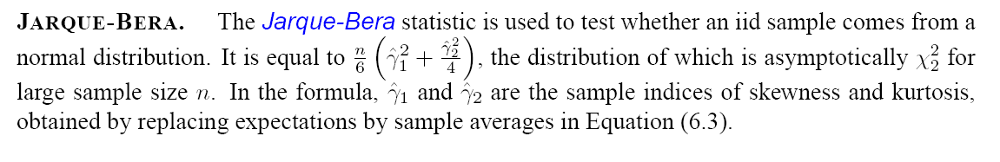 JARQUE-BERA. The Jarque-Bera statistic is used to test whether an iid sample comes from a
normal distribution. It is equal to $\frac{n}{6}\left(\hat{\gamma}_1^2 + \frac{\hat{\gamma}_2^2}{4}\right)$, the distribution of which is asymptotically $\chi_2^2$ for
large sample size $n$. In the formula, $\hat{\gamma}_1$ and $\hat{\gamma}_2$ are the sample indices of skewness and kurtosis,
obtained by replacing expectations by sample averages in Equation (6.3).